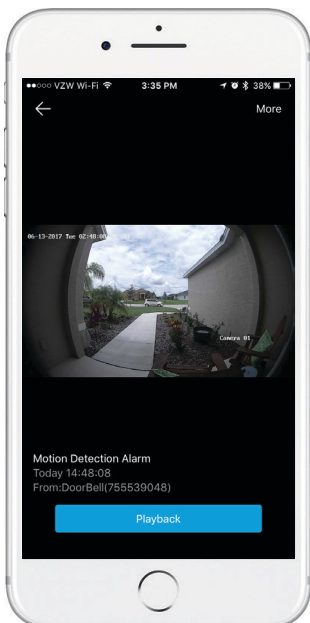 ●●○○○ VZW Wi-Fi 3:35 PM 38%
More
06-13-2017 Tue 02:48:08
Camera 01
Motion Detection Alarm
Today 14:48:08
From:DoorBell(755539048)
Playback